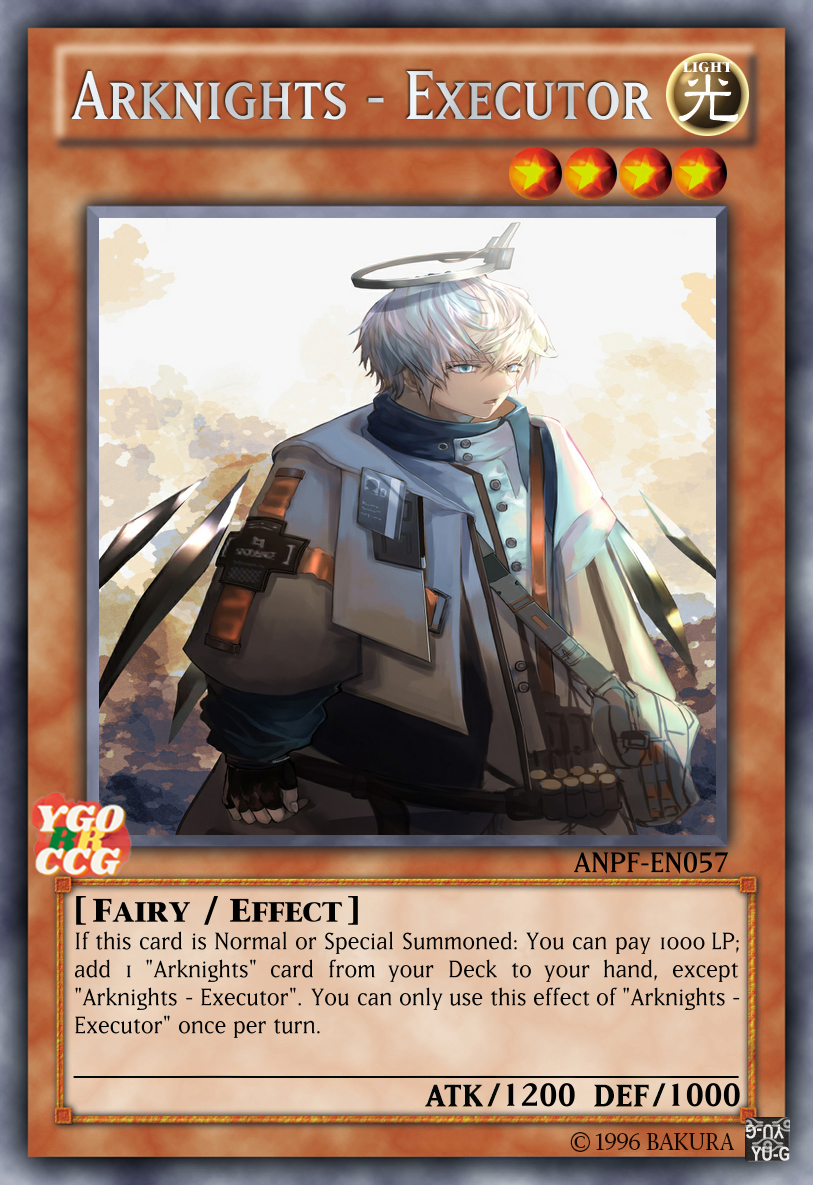 Arknights - Executor
LIGHT
光
YGO
RR
CCG
ANPF-EN057
[ Fairy / Effect ]
If this card is Normal or Special Summoned: You can pay 1000 LP;
add 1 "Arknights" card from your Deck to your hand, except
"Arknights - Executor". You can only use this effect of "Arknights -
Executor" once per turn.
ATK/1200 DEF/1000
© 1996 BAKURA
YU-G
YU-G